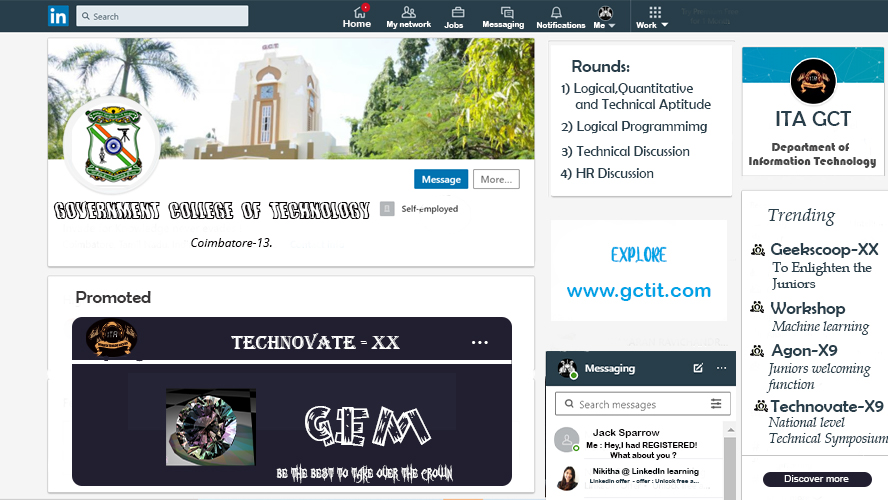 in
Search
Home
My network
Jobs
Messaging
Notifications
Me
Work
GCT
GOVERNMENT COLLEGE OF TECHNOLOGY
Coimbatore-13.
Message
More...
Self-employed
Promoted
TECHNOVATE - XX
...
GEM
BE THE BEST TO TAKE OVER THE CROWN
Rounds:
1) Logical,Quantitative
and Technical Aptitude
2) Logical Programmimg
3) Technical Discussion
4) HR Discussion
EXPLORE
www.gctit.com
Messaging
...
Search messages
Jack Sparrow
Me : Hey,I had REGISTERED!
What about you ?
Nikitha @ LinkedIn learning
LinkedIn offer - offer : Unlock free a...
ITA GCT
Department of
Information Technology
Trending
Geekscoop-XX
To Enlighten the
Juniors
Workshop
Machine learning
Agon-X9
Juniors welcoming
function
Technovate-X9
National level
Technical Symposium
Discover more